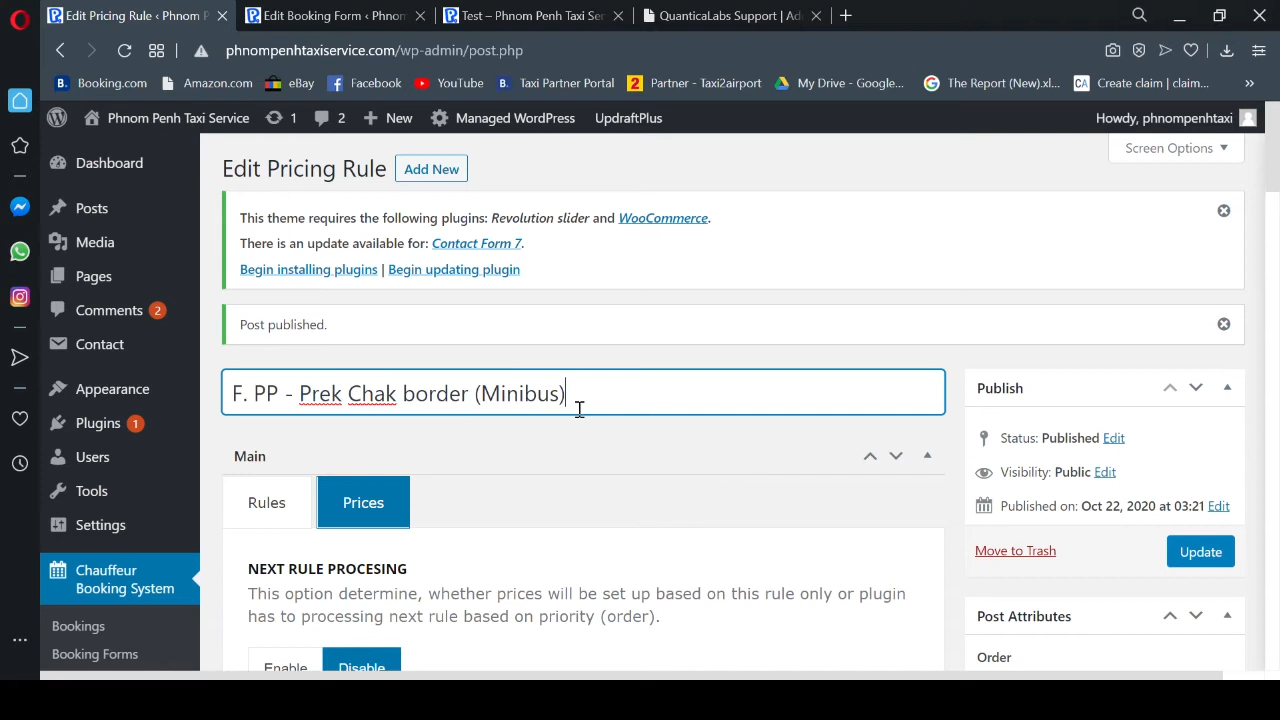 Edit Pricing Rule ‹ Phnom P
Edit Booking Form ‹ Phnom
Test – Phnom Penh Taxi Ser
QuanticaLabs Support | Ad
phnompenhtaxiservice.com/wp-admin/post.php
Booking.com
Amazon.com
eBay
Facebook
YouTube
Taxi Partner Portal
Partner - Taxi2airport
My Drive - Google...
The Report (New).xl...
Create claim | claim...
Phnom Penh Taxi Service
1
2
New
Managed WordPress
UpdraftPlus
Howdy, phnompenhtaxi
Dashboard
Posts
Media
Pages
Comments 2
Contact
Appearance
Plugins 1
Users
Tools
Settings
Chauffeur
Booking System
Bookings
Booking Forms
Screen Options
Edit Pricing Rule
Add New
This theme requires the following plugins: Revolution slider and WooCommerce.
There is an update available for: Contact Form 7.
Begin installing plugins | Begin updating plugin
Post published.
F. PP - Prek Chak border (Minibus)
Main
Rules
Prices
NEXT RULE PROCESING
This option determine, whether prices will be set up based on this rule only or plugin
has to processing next rule based on priority (order).
Enable
Disable
Publish
Status: Published Edit
Visibility: Public Edit
Published on: Oct 22, 2020 at 03:21 Edit
Move to Trash
Update
Post Attributes
Order